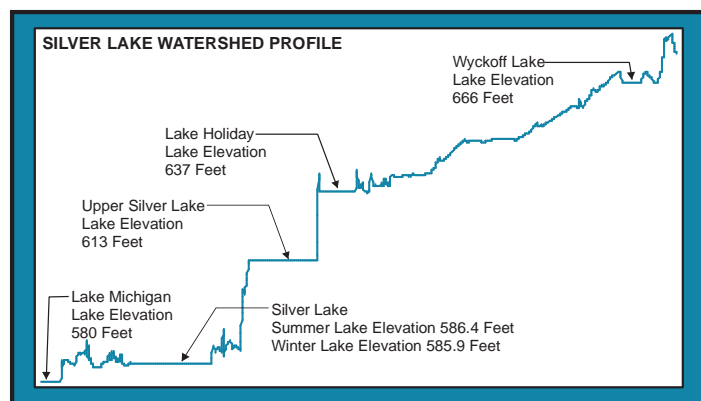 SILVER LAKE WATERSHED PROFILE
Wyckoff Lake
Lake Elevation
666 Feet
Lake Holiday
Lake Elevation
637 Feet
Upper Silver Lake
Lake Elevation
613 Feet
Lake Michigan
Lake Elevation
580 Feet
Silver Lake
Summer Lake Elevation 586.4 Feet
Winter Lake Elevation 585.9 Feet